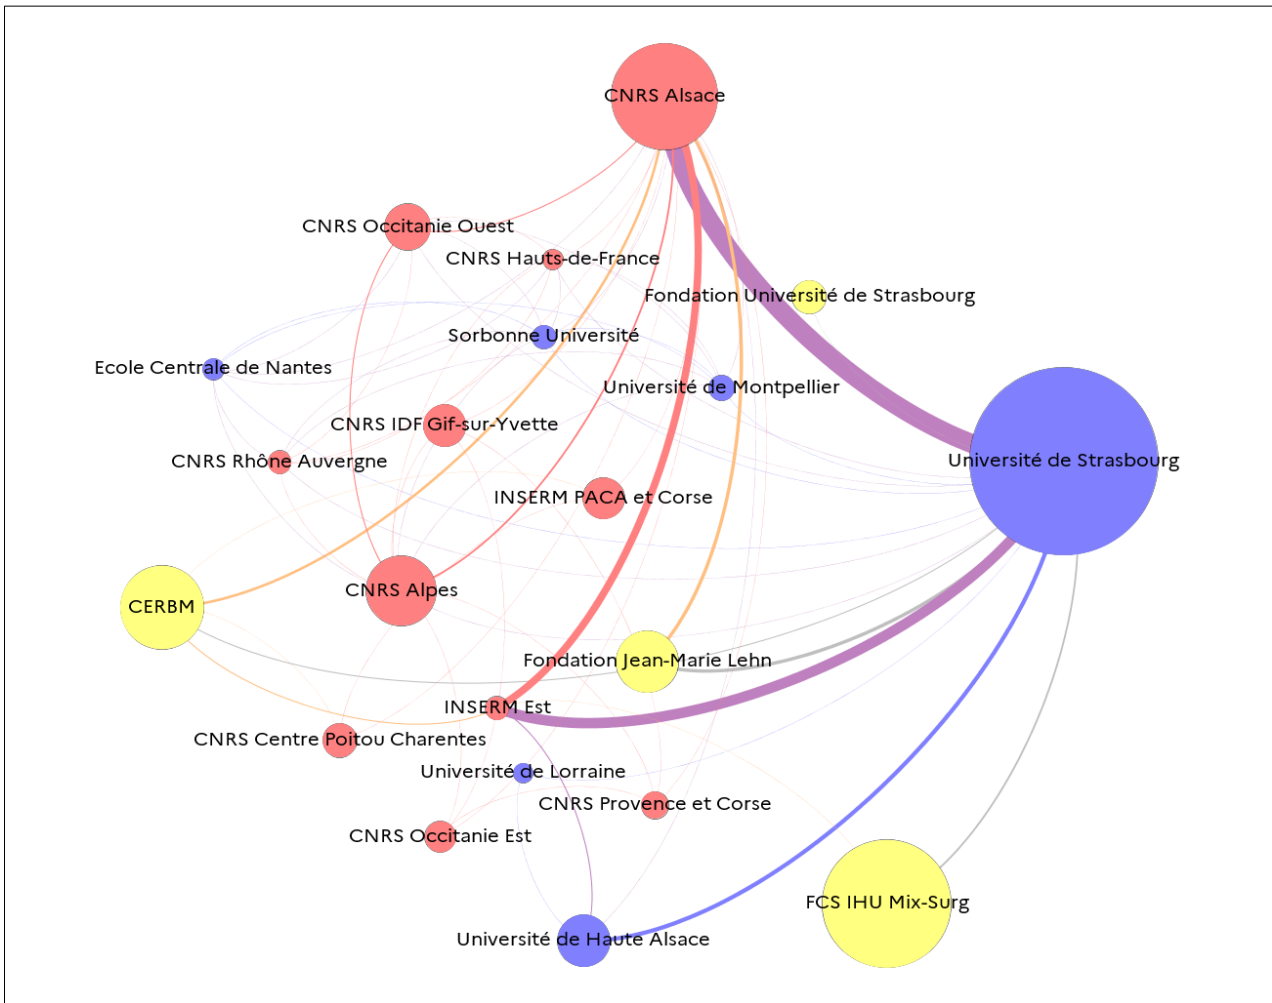 CNRS Alsace
CNRS Occitanie Ouest
CNRS Hauts-de-France
Fondation Université de Strasbourg
Sorbonne Université
Ecole Centrale de Nantes
Université de Montpellier
CNRS IDF Gif-sur-Yvette
CNRS Rhône Auvergne
Université de Strasbourg
INSERM PACA et Corse
CNRS Alpes
CERBM
Fondation Jean-Marie Lehn
INSERM Est
CNRS Centre Poitou Charentes
Université de Lorraine
CNRS Provence et Corse
CNRS Occitanie Est
FCS IHU Mix-Surg
Université de Haute Alsace